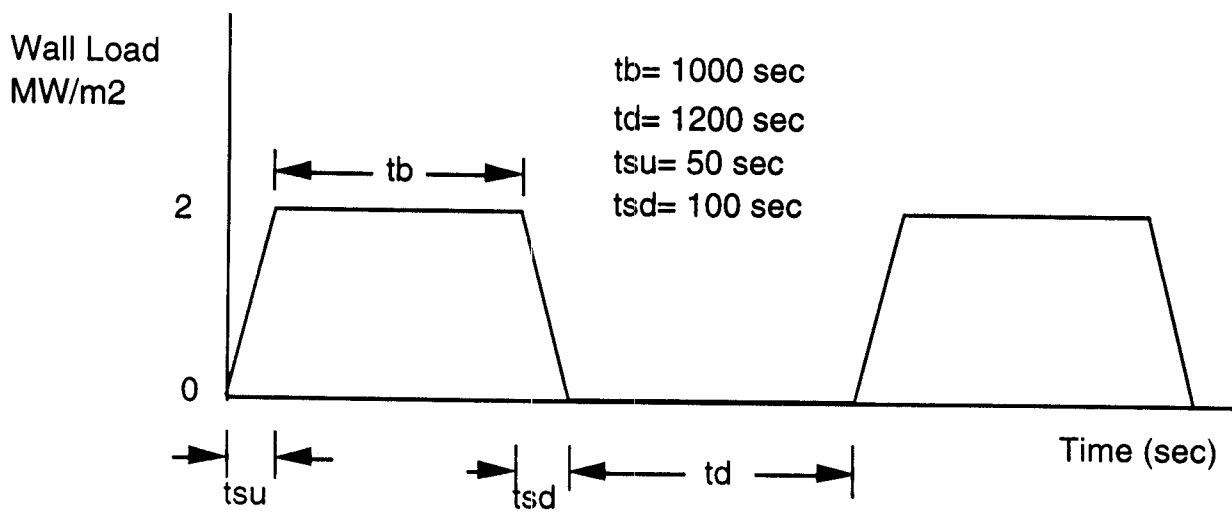 Wall Load
MW/m2
tb= 1000 sec
td= 1200 sec
tsu= 50 sec
tsd= 100 sec
tb
2
0
Time (sec)
tsu
tsd
td